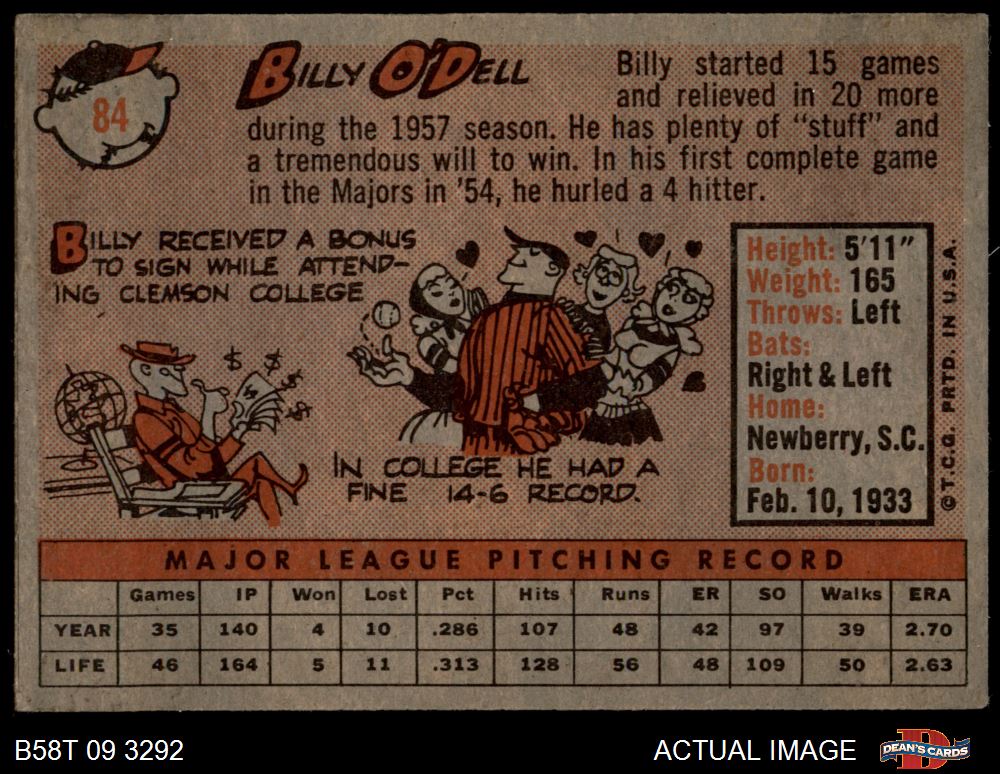 84
BILLY O'DELL
Billy started 15 games
and relieved in 20 more
during the 1957 season. He has plenty of "stuff" and
a tremendous will to win. In his first complete game
in the Majors in '54, he hurled a 4 hitter.
BILLY RECEIVED A BONUS
TO SIGN WHILE ATTEND-
ING CLEMSON COLLEGE
$ $ $ $ $
IN COLLEGE HE HAD A
FINE 14-6 RECORD.
Height: 5'11"
Weight: 165
Throws: Left
Bats:
Right & Left
Home:
Newberry, S.C.
Born:
Feb. 10, 1933
© T.C.G. PRTD. IN U.S.A.
MAJOR LEAGUE PITCHING RECORD
Games IP Won Lost Pct Hits Runs ER SO Walks ERA
YEAR 35 140 4 10 .286 107 48 42 97 39 2.70
LIFE 46 164 5 11 .313 128 56 48 109 50 2.63
B58T 09 3292
ACTUAL IMAGE
DEAN'S CARDS